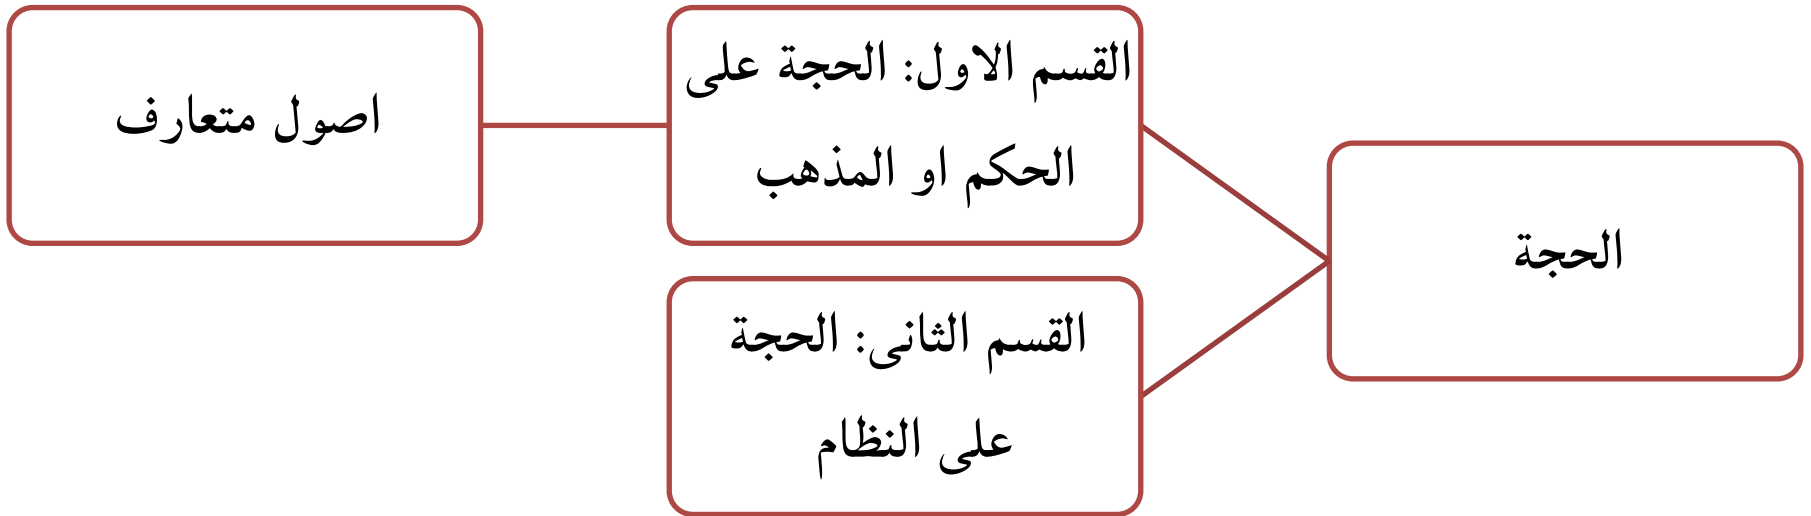 الحجة
القسم الاول: الحجة على
الحكم او المذهب
اصول متعارف
القسم الثانى: الحجة
على النظام